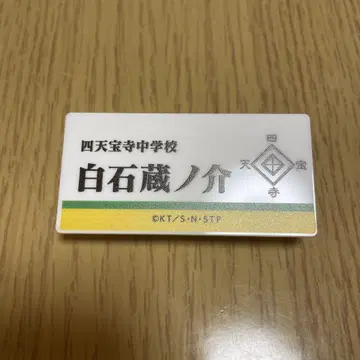 四天宝寺中学校
白石蔵ノ介
四
天 宝
寺
©KT/S・N・STP